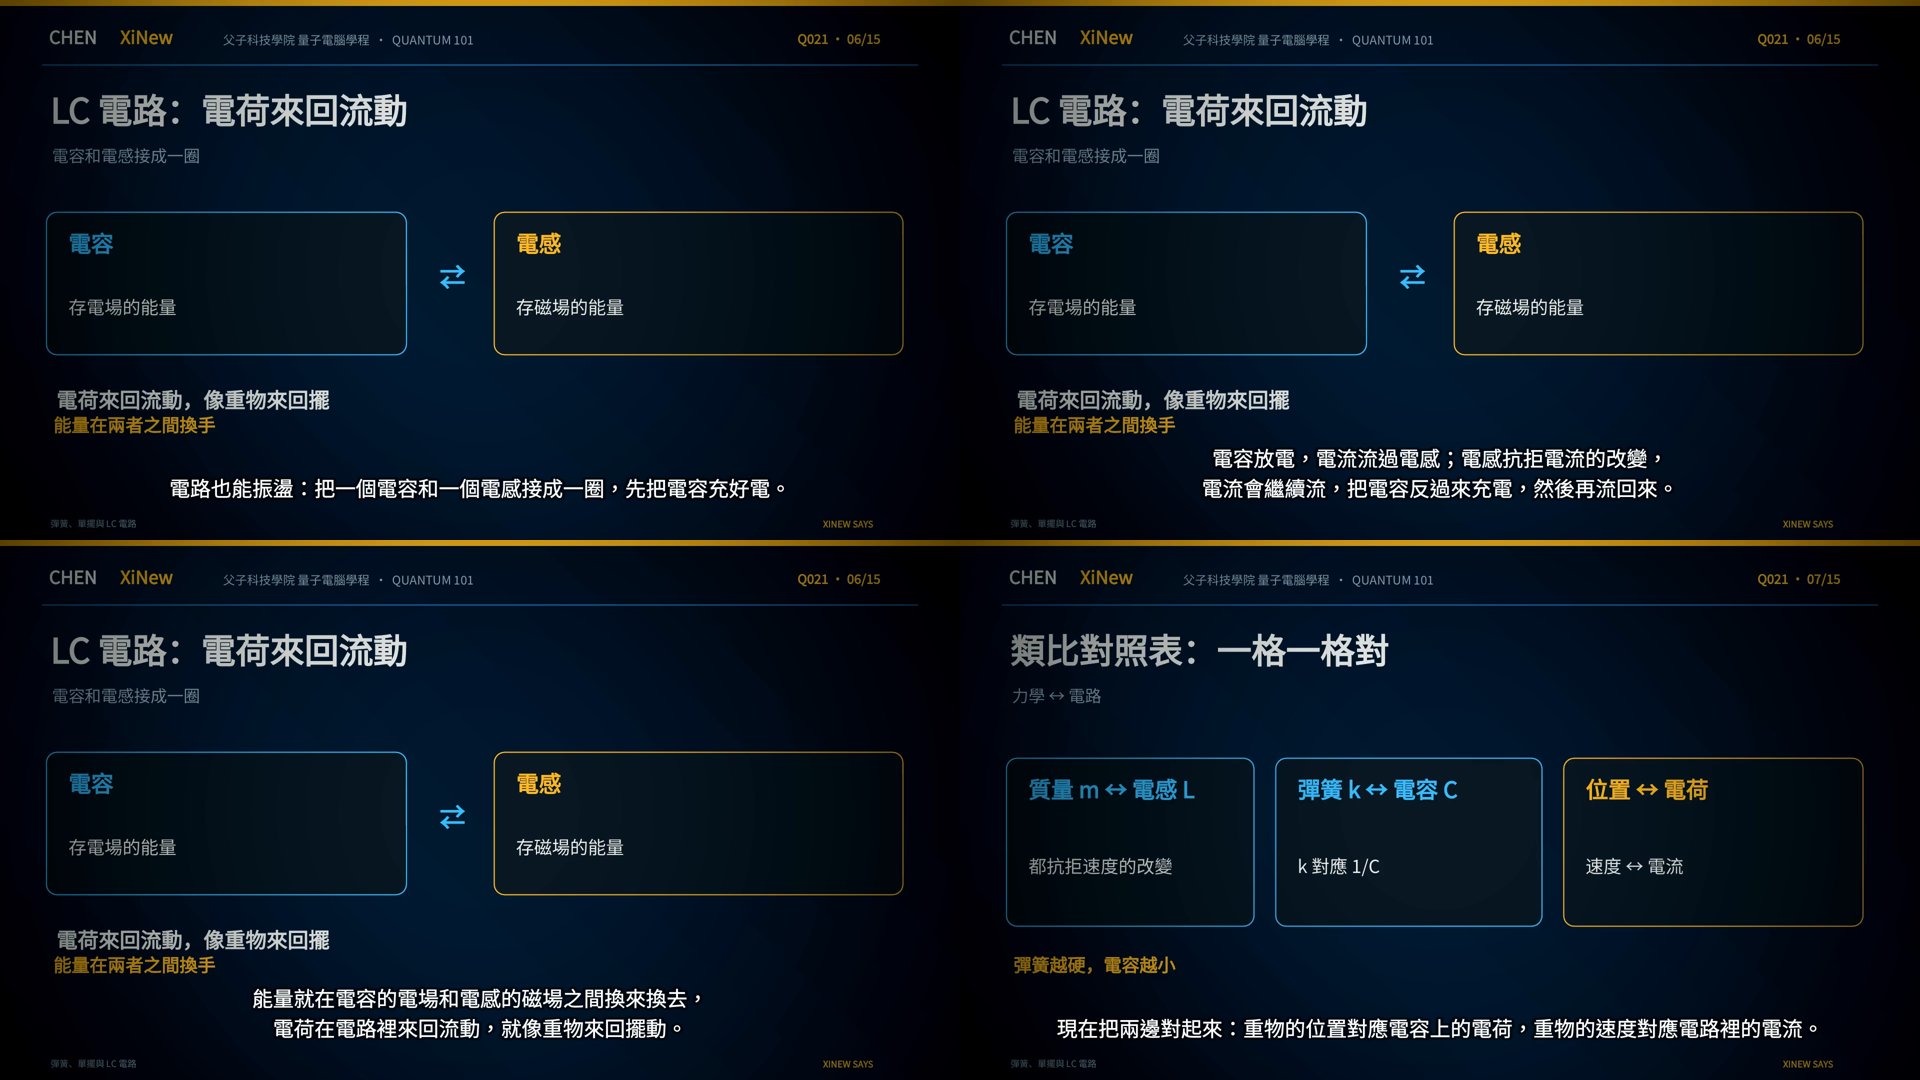 CHEN XiNew 父子科技學院 量子電腦學程 · QUANTUM 101 Q021 · 06/15
LC 電路：電荷來回流動
電容和電感接成一圈
電容
存電場的能量
⇄
電感
存磁場的能量
電荷來回流動，像重物來回擺
能量在兩者之間換手
電路也能振盪：把一個電容和一個電感接成一圈，先把電容充好電。
彈簧、單擺與 LC 電路 XINEW SAYS
CHEN XiNew 父子科技學院 量子電腦學程 · QUANTUM 101 Q021 · 06/15
LC 電路：電荷來回流動
電容和電感接成一圈
電容
存電場的能量
⇄
電感
存磁場的能量
電荷來回流動，像重物來回擺
能量在兩者之間換手
電容放電，電流流過電感；電感抗拒電流的改變，
電流會繼續流，把電容反過來充電，然後再流回來。
彈簧、單擺與 LC 電路 XINEW SAYS
CHEN XiNew 父子科技學院 量子電腦學程 · QUANTUM 101 Q021 · 06/15
LC 電路：電荷來回流動
電容和電感接成一圈
電容
存電場的能量
⇄
電感
存磁場的能量
電荷來回流動，像重物來回擺
能量在兩者之間換手
能量就在電容的電場和電感的磁場之間換來換去，
電荷在電路裡來回流動，就像重物來回擺動。
彈簧、單擺與 LC 電路 XINEW SAYS
CHEN XiNew 父子科技學院 量子電腦學程 · QUANTUM 101 Q021 · 07/15
類比對照表：一格一格對
力學 ↔ 電路
質量 m ↔ 電感 L
都抗拒速度的改變
彈簧 k ↔ 電容 C
k 對應 1/C
位置 ↔ 電荷
速度 ↔ 電流
彈簧越硬，電容越小
現在把兩邊對起來：重物的位置對應電容上的電荷，重物的速度對應電路裡的電流。
彈簧、單擺與 LC 電路 XINEW SAYS